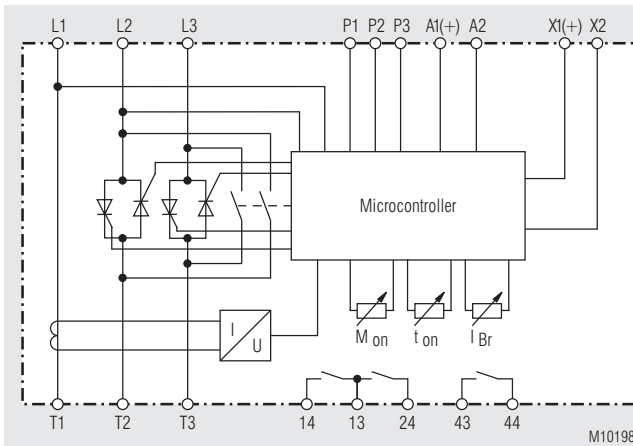 L1 L2 L3 P1 P2 P3 A1(+) A2 X1(+) X2
Microcontroller
I
U
M on t on I Br
T1 T2 T3 14 13 24 43 44
M10198